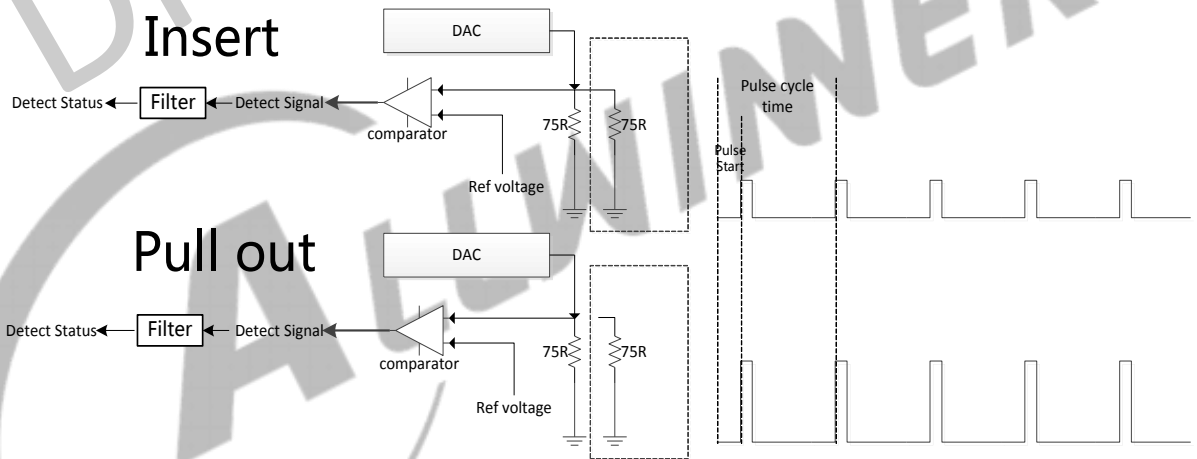 Insert
DAC
Detect Status
Filter
Detect Signal
comparator
75R
75R
Ref voltage
Pulse cycle
time
Pulse
Start
Pull out
DAC
Detect Status
Filter
Detect Signal
comparator
75R
75R
Ref voltage
ALLWINNER